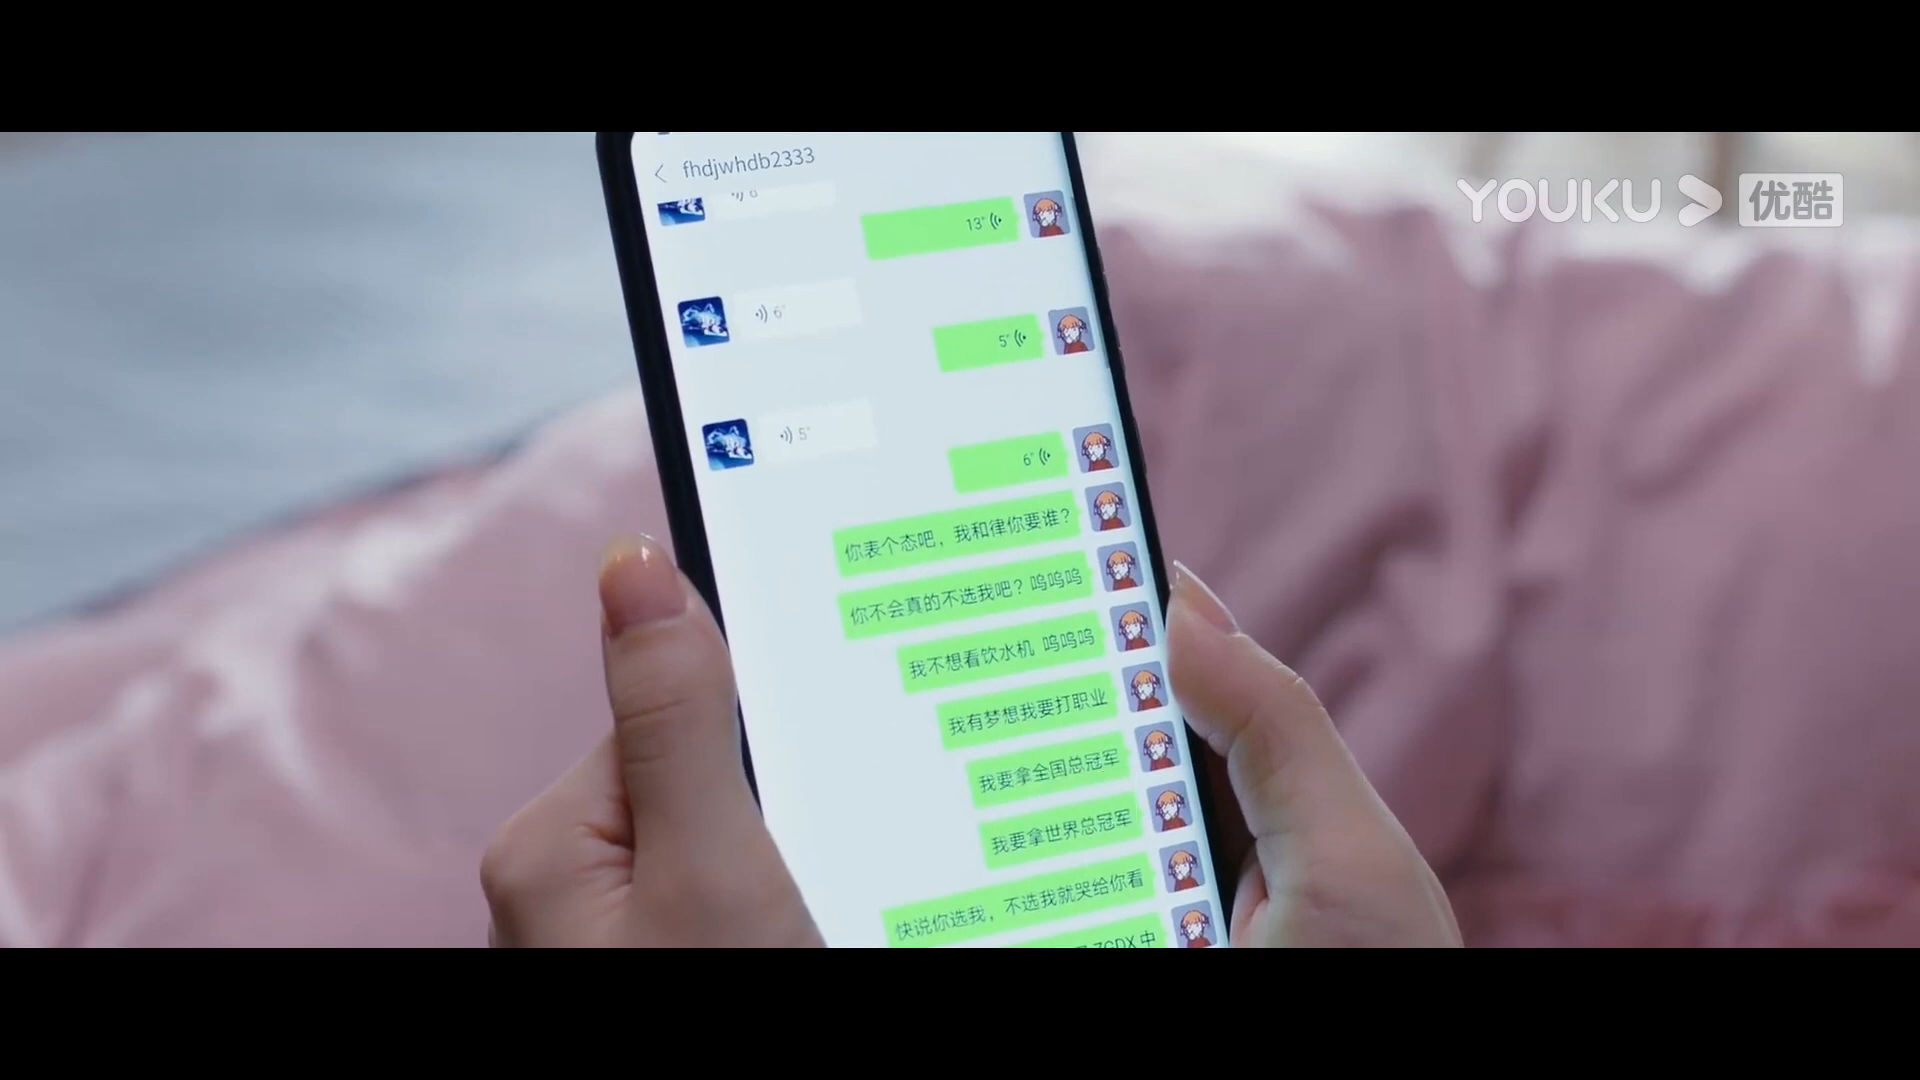 fhdjwhdb2333
YOUKU 优酷
13"
6"
5"
5"
6"
你表个态吧，我和律你要谁？
你不会真的不选我吧？呜呜呜
我不想看饮水机 呜呜呜
我有梦想我要打职业
我要拿全国总冠军
我要拿世界总冠军
快说你选我，不选我就哭给你看
ZGDX 中